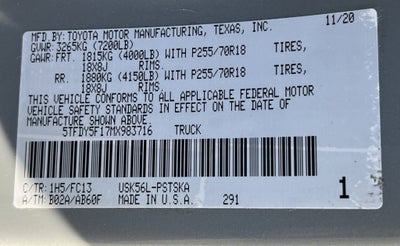 MFD.BY: TOYOTA MOTOR MANUFACTURING, TEXAS, INC. 11/20
GVWR: 3265KG (7200LB)
GAWR: FRT. 1815KG (4000LB) WITH P255/70R18 TIRES,
18X8J RIMS.
RR. 1880KG (4150LB) WITH P255/70R18 TIRES,
18X8J RIMS.
THIS VEHICLE CONFORMS TO ALL APPLICABLE FEDERAL MOTOR
VEHICLE SAFETY STANDARDS IN EFFECT ON THE DATE OF
MANUFACTURE SHOWN ABOVE.
5TFDY5F17MX983716 TRUCK
C/TR: 1H5/FC13 USK56L-PSTSKA
A/TM: B02A/AB60F MADE IN U.S.A. 291 1